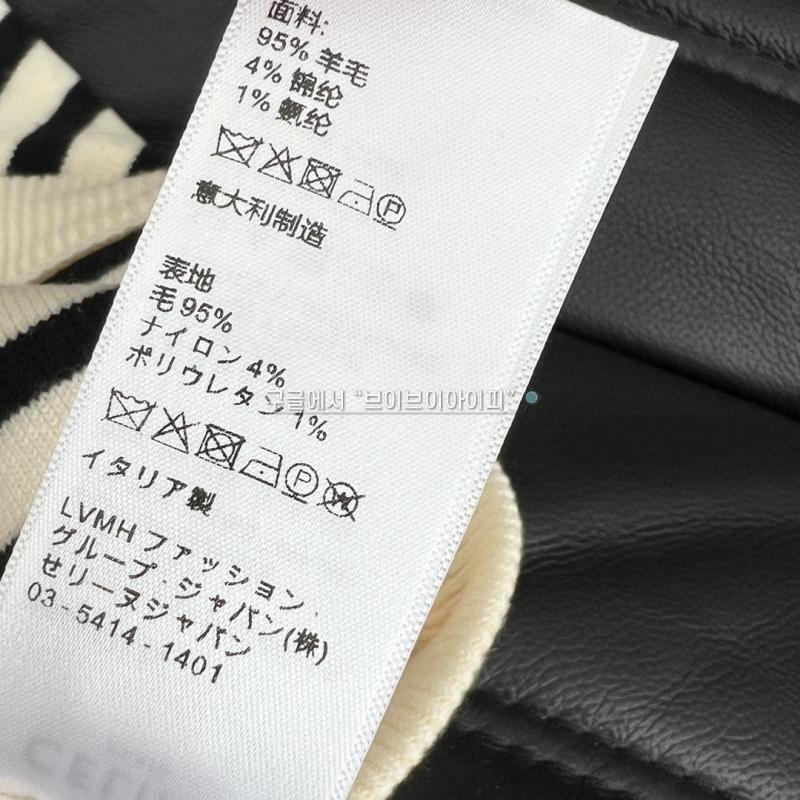 面料:
95% 羊毛
4% 锦纶
1% 氨纶
P
意大利制造
表地
毛 95%
ナイロン 4%
ポリウレタン 1%
구글에서 “브이브이아이피”
P
W
イタリア製
LVMH ファッション.
グループ・ジャパン(株)
せリーヌジャパン
03-5414-1401